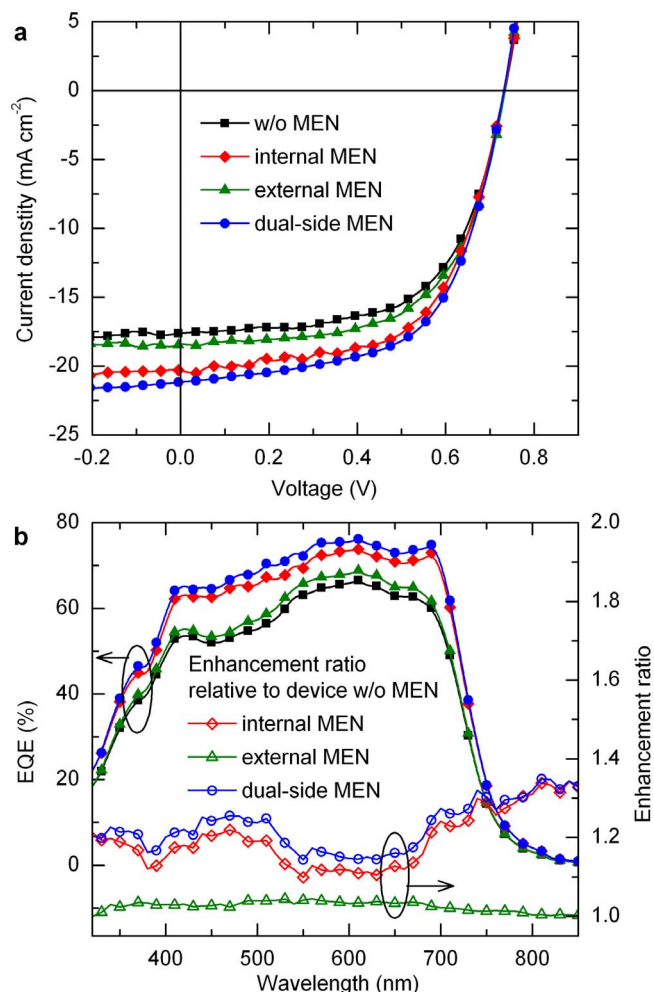 a
5
0
-5
-10
-15
-20
-25
Current denstity (mA cm-2)
w/o MEN
internal MEN
external MEN
dual-side MEN
-0.2 0.0 0.2 0.4 0.6 0.8
Voltage (V)
b
80
60
40
20
0
EQE (%)
2.0
1.8
1.6
1.4
1.2
1.0
Enhancement ratio
Enhancement ratio
relative to device w/o MEN
internal MEN
external MEN
dual-side MEN
400 500 600 700 800
Wavelength (nm)